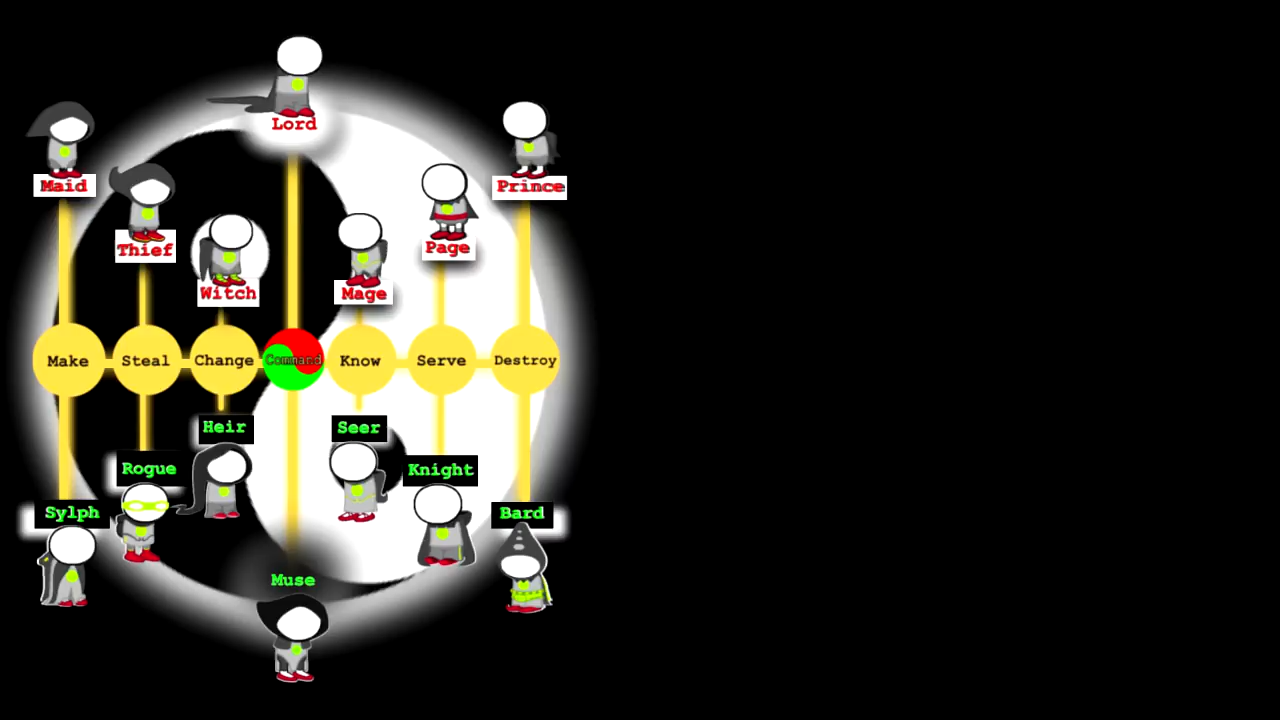 Lord
Maid
Prince
Thief
Page
Witch
Mage
Make
Steal
Change
Command
Know
Serve
Destroy
Heir
Seer
Rogue
Knight
Sylph
Bard
Muse